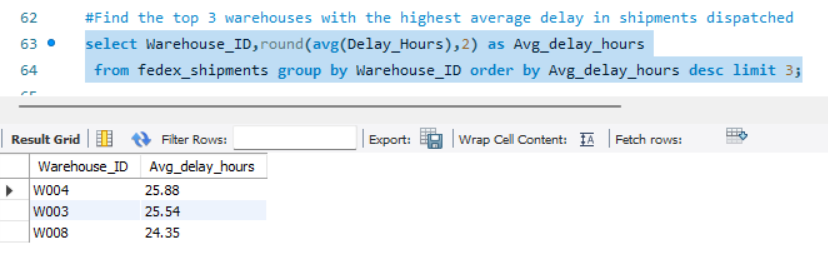 62 #Find the top 3 warehouses with the highest average delay in shipments dispatched
63 select Warehouse_ID,round(avg(Delay_Hours),2) as Avg_delay_hours
64 from fedex_shipments group by Warehouse_ID order by Avg_delay_hours desc limit 3;
Result Grid Filter Rows: Export: Wrap Cell Content: IA Fetch rows:
Warehouse_ID Avg_delay_hours
W004 25.88
W003 25.54
W008 24.35